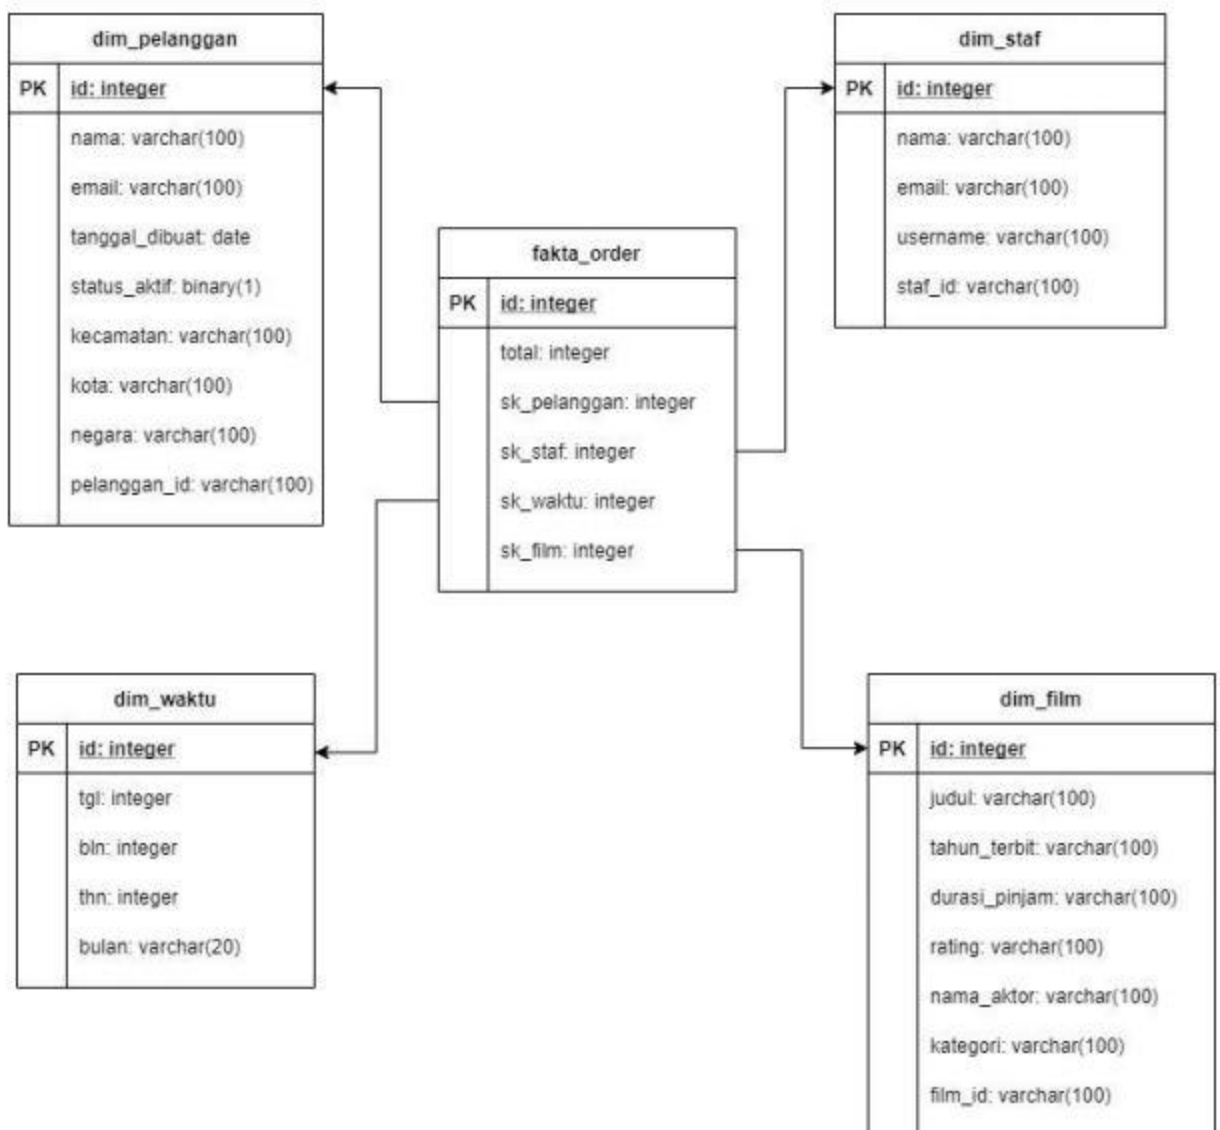 dim_pelanggan
PK id: integer
nama: varchar(100)
email: varchar(100)
tanggal_dibuat: date
status_aktif: binary(1)
kecamatan: varchar(100)
kota: varchar(100)
negara: varchar(100)
pelanggan_id: varchar(100)
dim_staf
PK id: integer
nama: varchar(100)
email: varchar(100)
username: varchar(100)
staf_id: varchar(100)
fakta_order
PK id: integer
total: integer
sk_pelanggan: integer
sk_staf: integer
sk_waktu: integer
sk_film: integer
dim_waktu
PK id: integer
tgl: integer
bln: integer
thn: integer
bulan: varchar(20)
dim_film
PK id: integer
judul: varchar(100)
tahun_terbit: varchar(100)
durasi_pinjam: varchar(100)
rating: varchar(100)
nama_aktor: varchar(100)
kategori: varchar(100)
film_id: varchar(100)